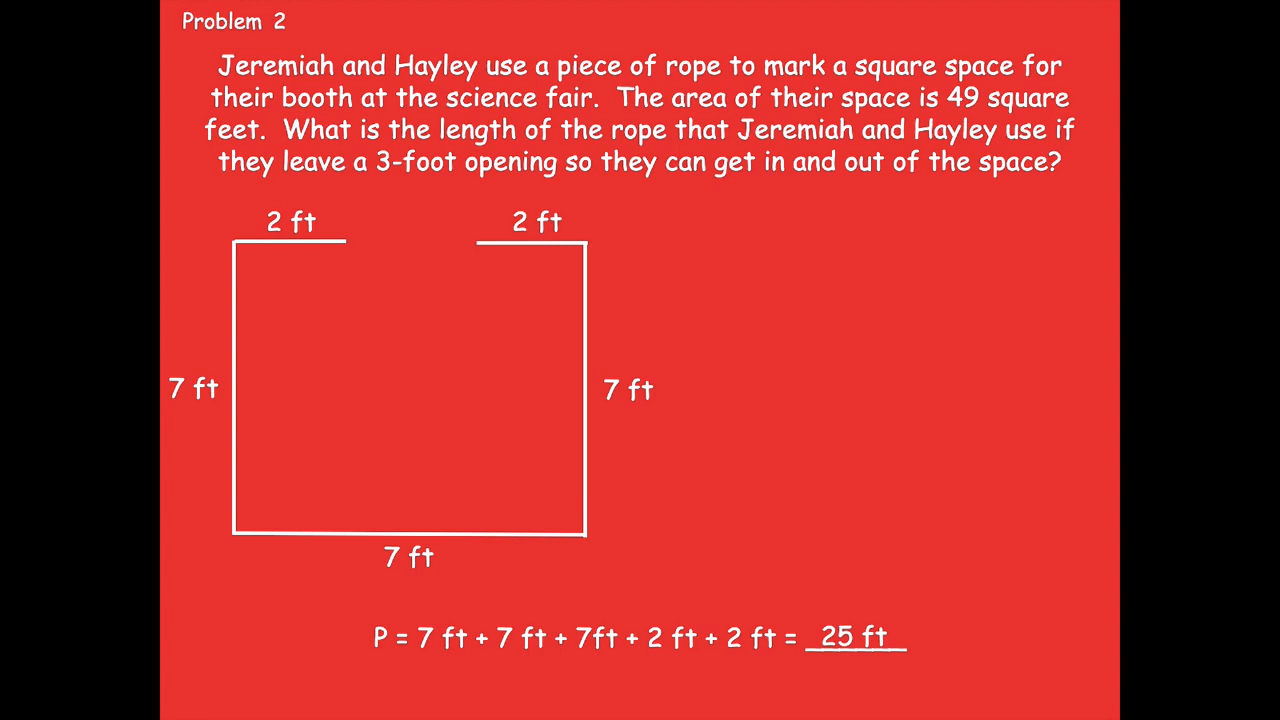 Problem 2
Jeremiah and Hayley use a piece of rope to mark a square space for
their booth at the science fair. The area of their space is 49 square
feet. What is the length of the rope that Jeremiah and Hayley use if
they leave a 3-foot opening so they can get in and out of the space?
2 ft 2 ft
7 ft 7 ft
7 ft
P = 7 ft + 7 ft + 7ft + 2 ft + 2 ft = 25 ft